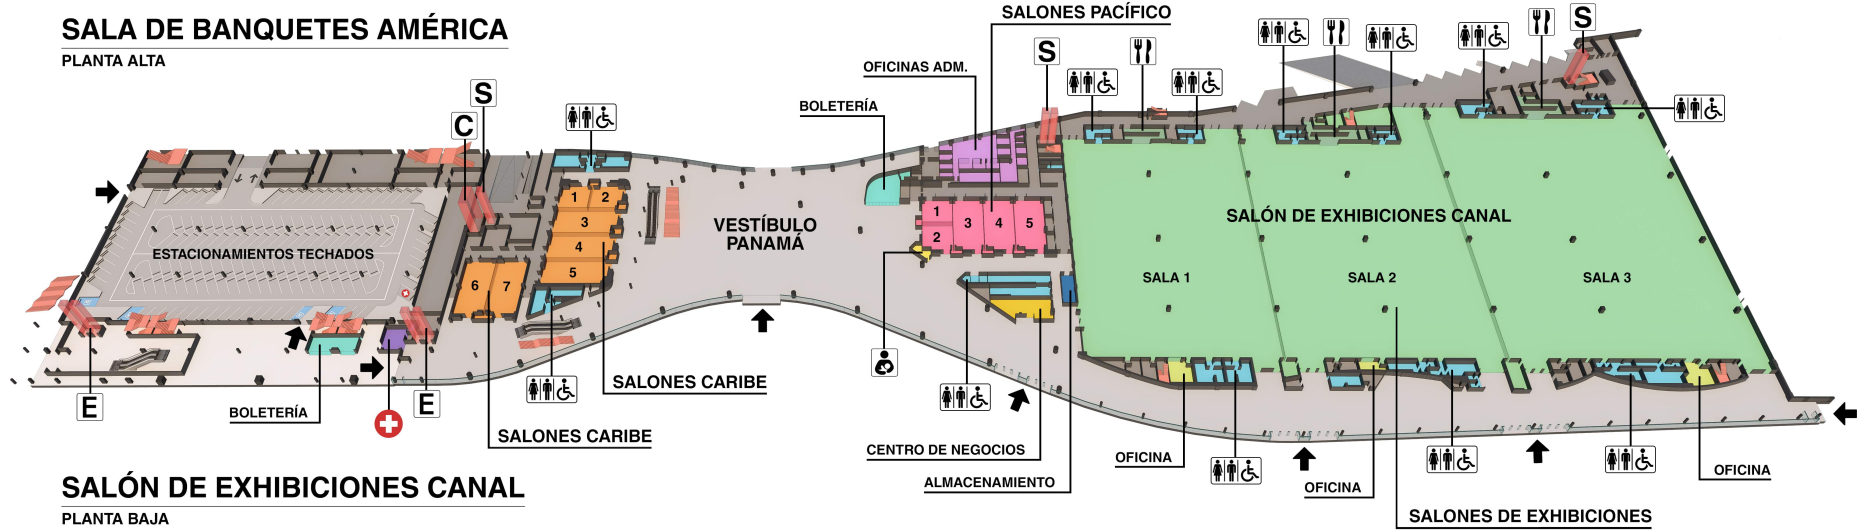 SALA DE BANQUETES AMÉRICA
PLANTA ALTA
SALONES PACÍFICO
OFICINAS ADM.
BOLETERÍA
S
S
S
C
1 2
3
4
5
6 7
ESTACIONAMIENTOS TECHADOS
VESTÍBULO
PANAMÁ
1
2
3 4 5
SALÓN DE EXHIBICIONES CANAL
SALA 1
SALA 2
SALA 3
E
E
BOLETERÍA
SALONES CARIBE
SALONES CARIBE
CENTRO DE NEGOCIOS
ALMACENAMIENTO
OFICINA
OFICINA
OFICINA
SALONES DE EXHIBICIONES
SALÓN DE EXHIBICIONES CANAL
PLANTA BAJA